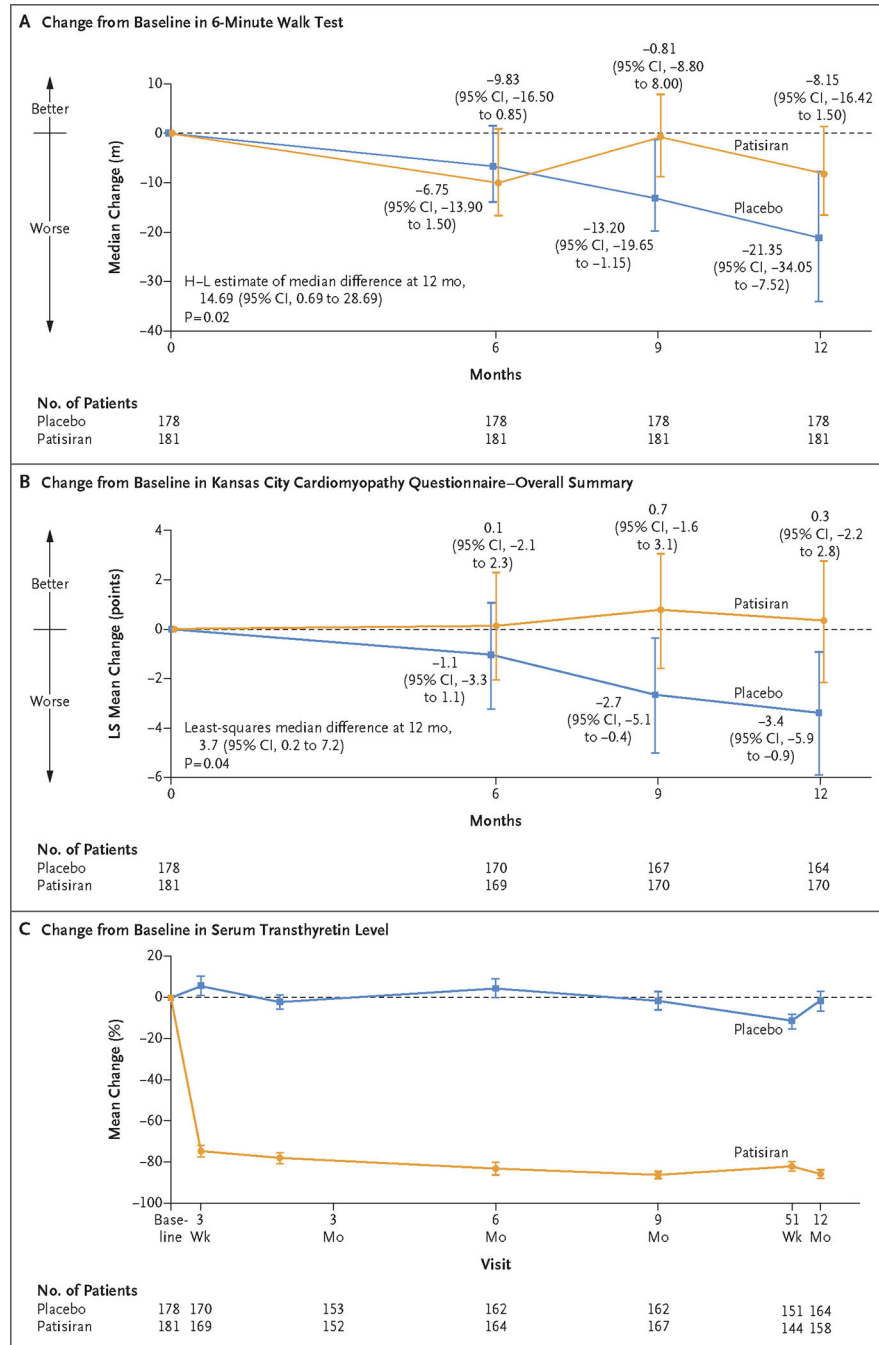 A Change from Baseline in 6-Minute Walk Test
Better
Worse
Median Change (m)
10
0
−10
−20
−30
−40
−9.83
(95% CI, −16.50
to 0.85)
−0.81
(95% CI, −8.80
to 8.00)
−8.15
(95% CI, −16.42
to 1.50)
Patisiran
−6.75
(95% CI, −13.90
to 1.50)
Placebo
−13.20
(95% CI, −19.65
to −1.15)
−21.35
(95% CI, −34.05
to −7.52)
H–L estimate of median difference at 12 mo,
14.69 (95% CI, 0.69 to 28.69)
P=0.02
0 6 9 12
Months
No. of Patients
Placebo 178 178 178 178
Patisiran 181 181 181 181
B Change from Baseline in Kansas City Cardiomyopathy Questionnaire–Overall Summary
Better
Worse
LS Mean Change (points)
4
2
0
−2
−4
−6
0.1
(95% CI, −2.1
to 2.3)
0.7
(95% CI, −1.6
to 3.1)
0.3
(95% CI, −2.2
to 2.8)
Patisiran
−1.1
(95% CI, −3.3
to 1.1)
Placebo
−2.7
(95% CI, −5.1
to −0.4)
−3.4
(95% CI, −5.9
to −0.9)
Least-squares median difference at 12 mo,
3.7 (95% CI, 0.2 to 7.2)
P=0.04
0 6 9 12
Months
No. of Patients
Placebo 178 170 167 164
Patisiran 181 169 170 170
C Change from Baseline in Serum Transthyretin Level
Mean Change (%)
20
0
−20
−40
−60
−80
−100
Placebo
Patisiran
Base- 3 3 6 9 51 12
line Wk Mo Mo Mo Wk Mo
Visit
No. of Patients
Placebo 178 170 153 162 162 151 164
Patisiran 181 169 152 164 167 144 158